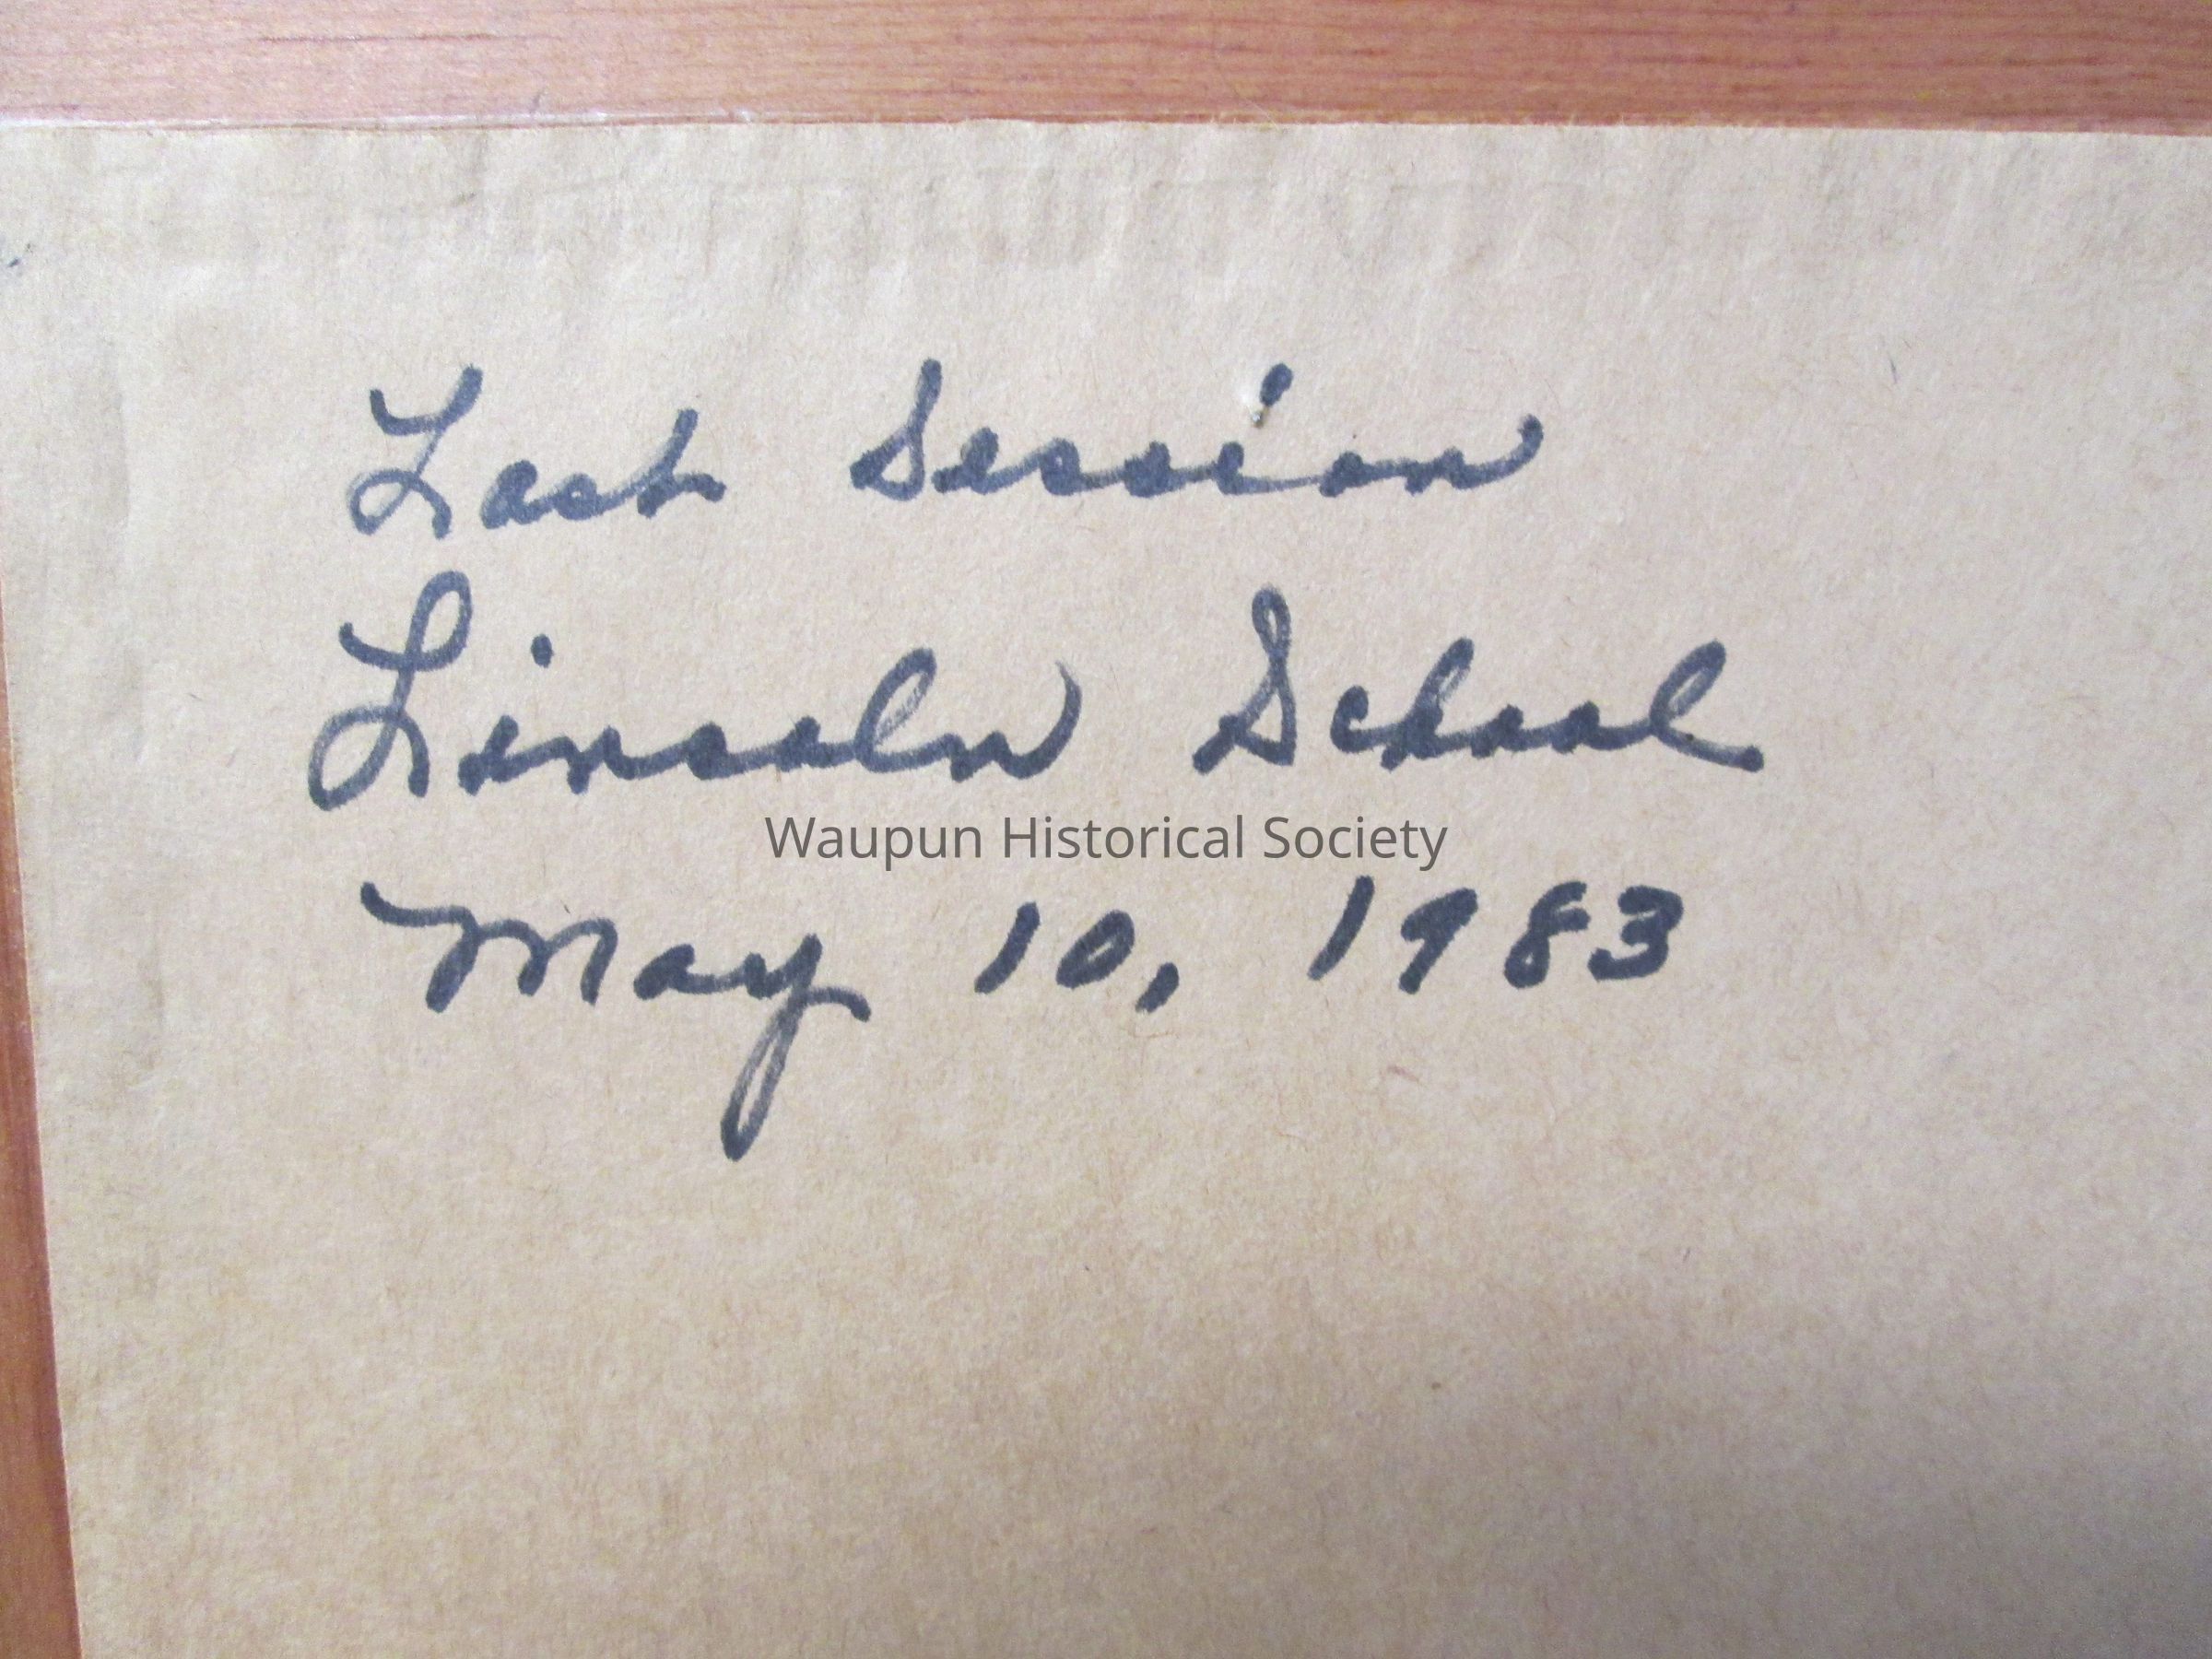 Last Session
Lincoln School
Waupun Historical Society
May 10, 1983